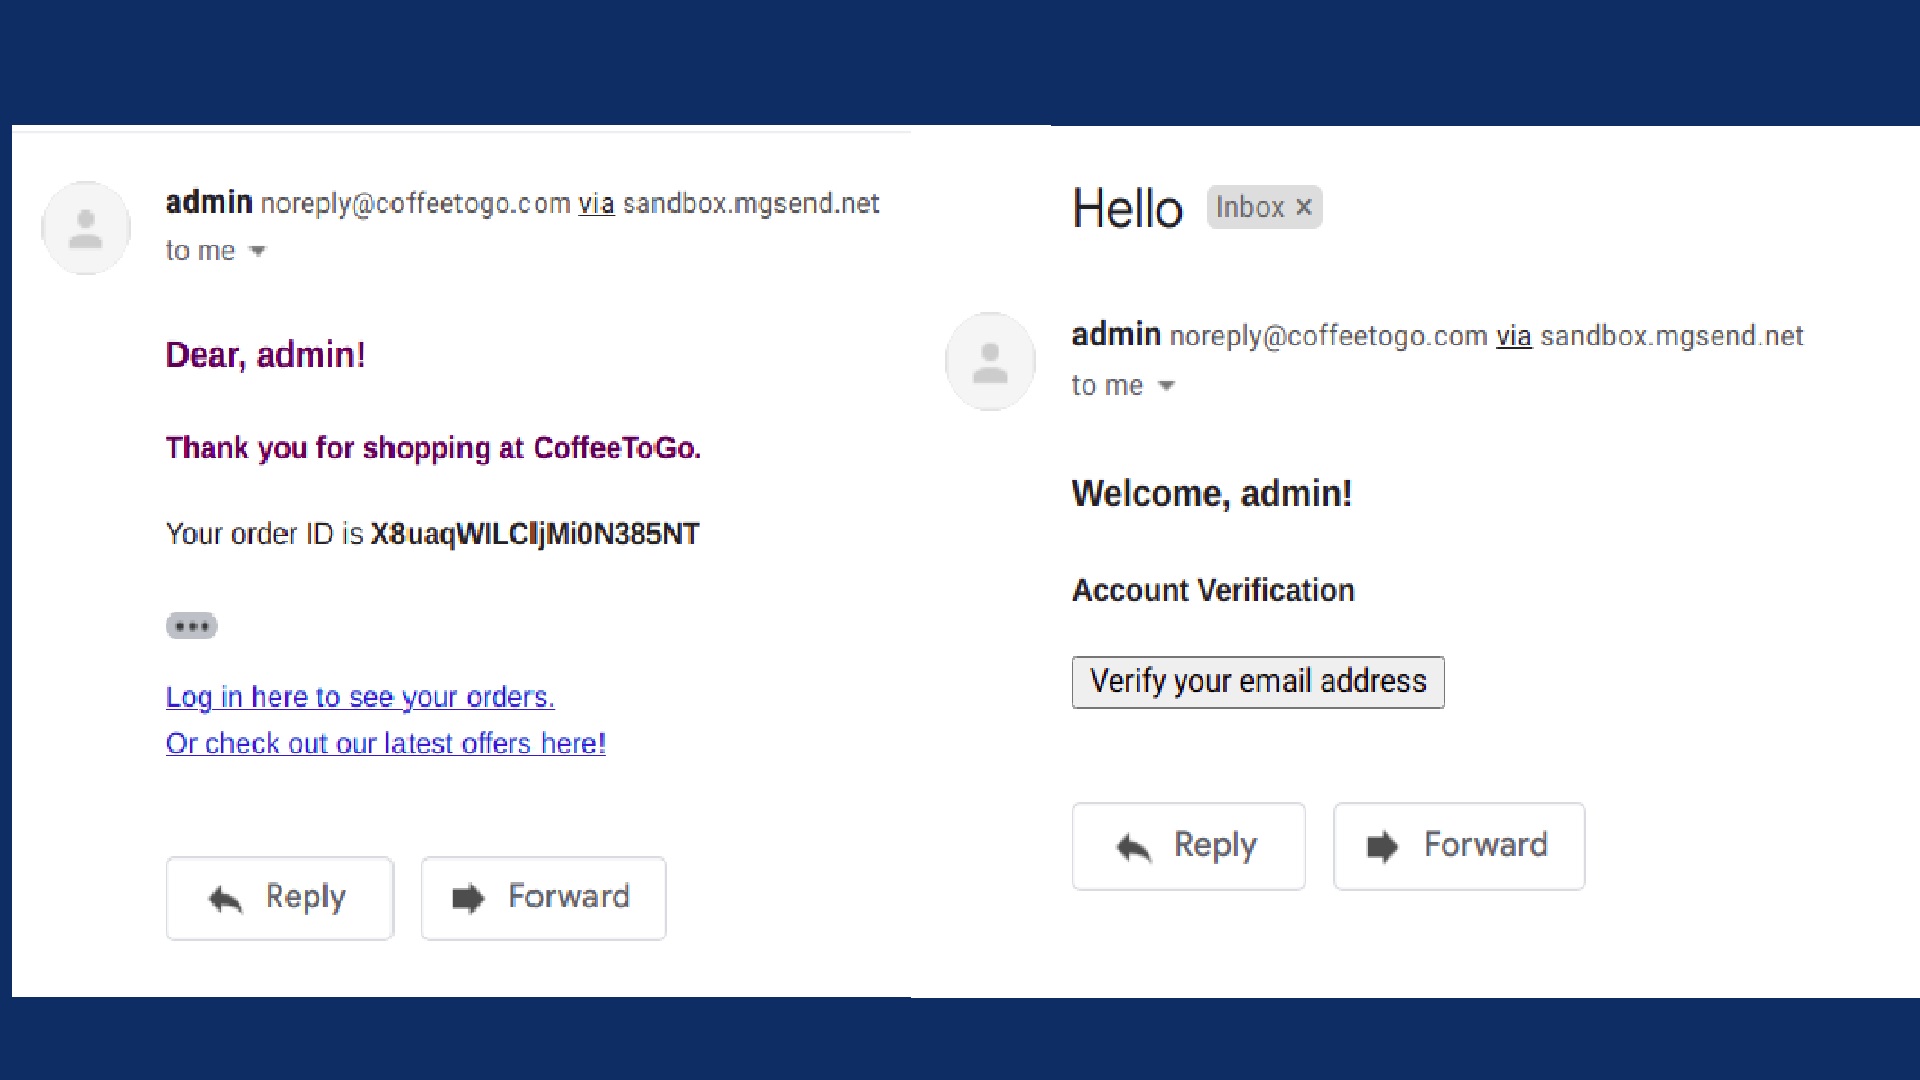 admin noreply@coffeetogo.com via sandbox.mgsend.net
to me
Dear, admin!
Thank you for shopping at CoffeeToGo.
Your order ID is X8uaqWILCljMi0N385NT
Log in here to see your orders.
Or check out our latest offers here!
Reply
Forward
Hello
Inbox ×
admin noreply@coffeetogo.com via sandbox.mgsend.net
to me
Welcome, admin!
Account Verification
Verify your email address
Reply
Forward